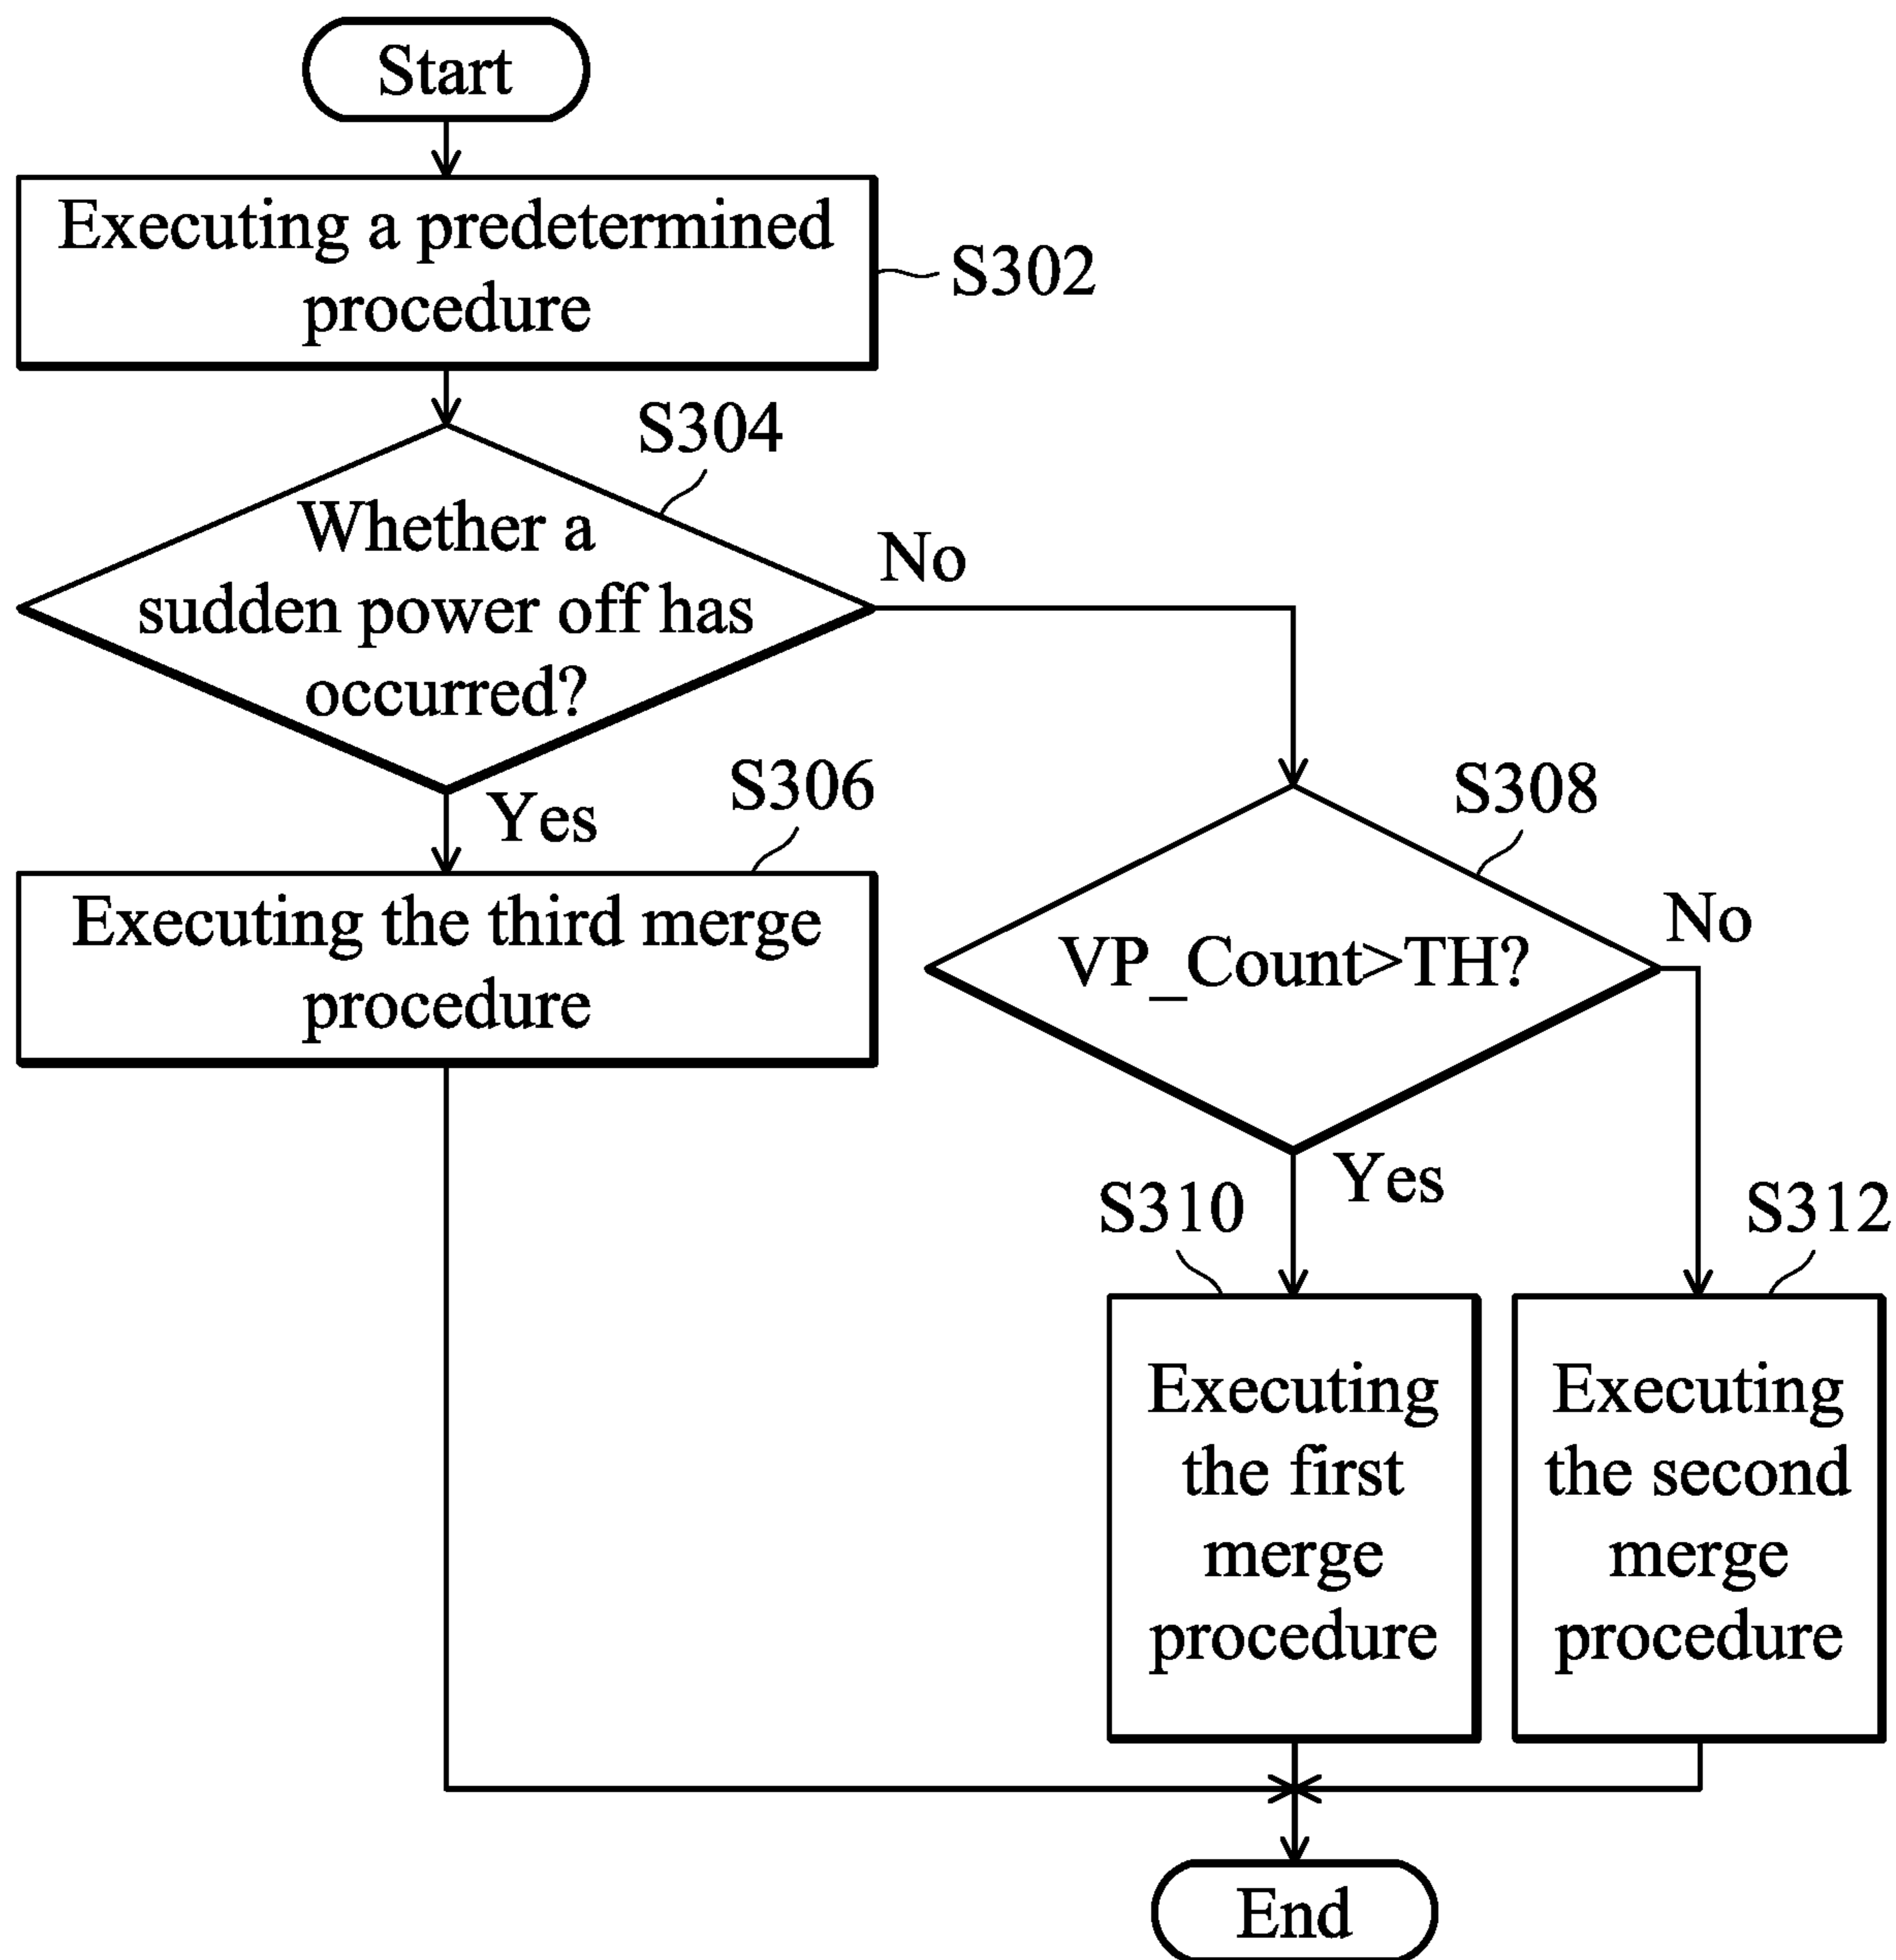 Start
Executing a predetermined
procedure
S302
S304
Whether a
sudden power off has
occurred?
No
Yes
S306
Executing the third merge
procedure
S308
VP_Count>TH?
No
Yes
S310
Executing
the first
merge
procedure
S312
Executing
the second
merge
procedure
End